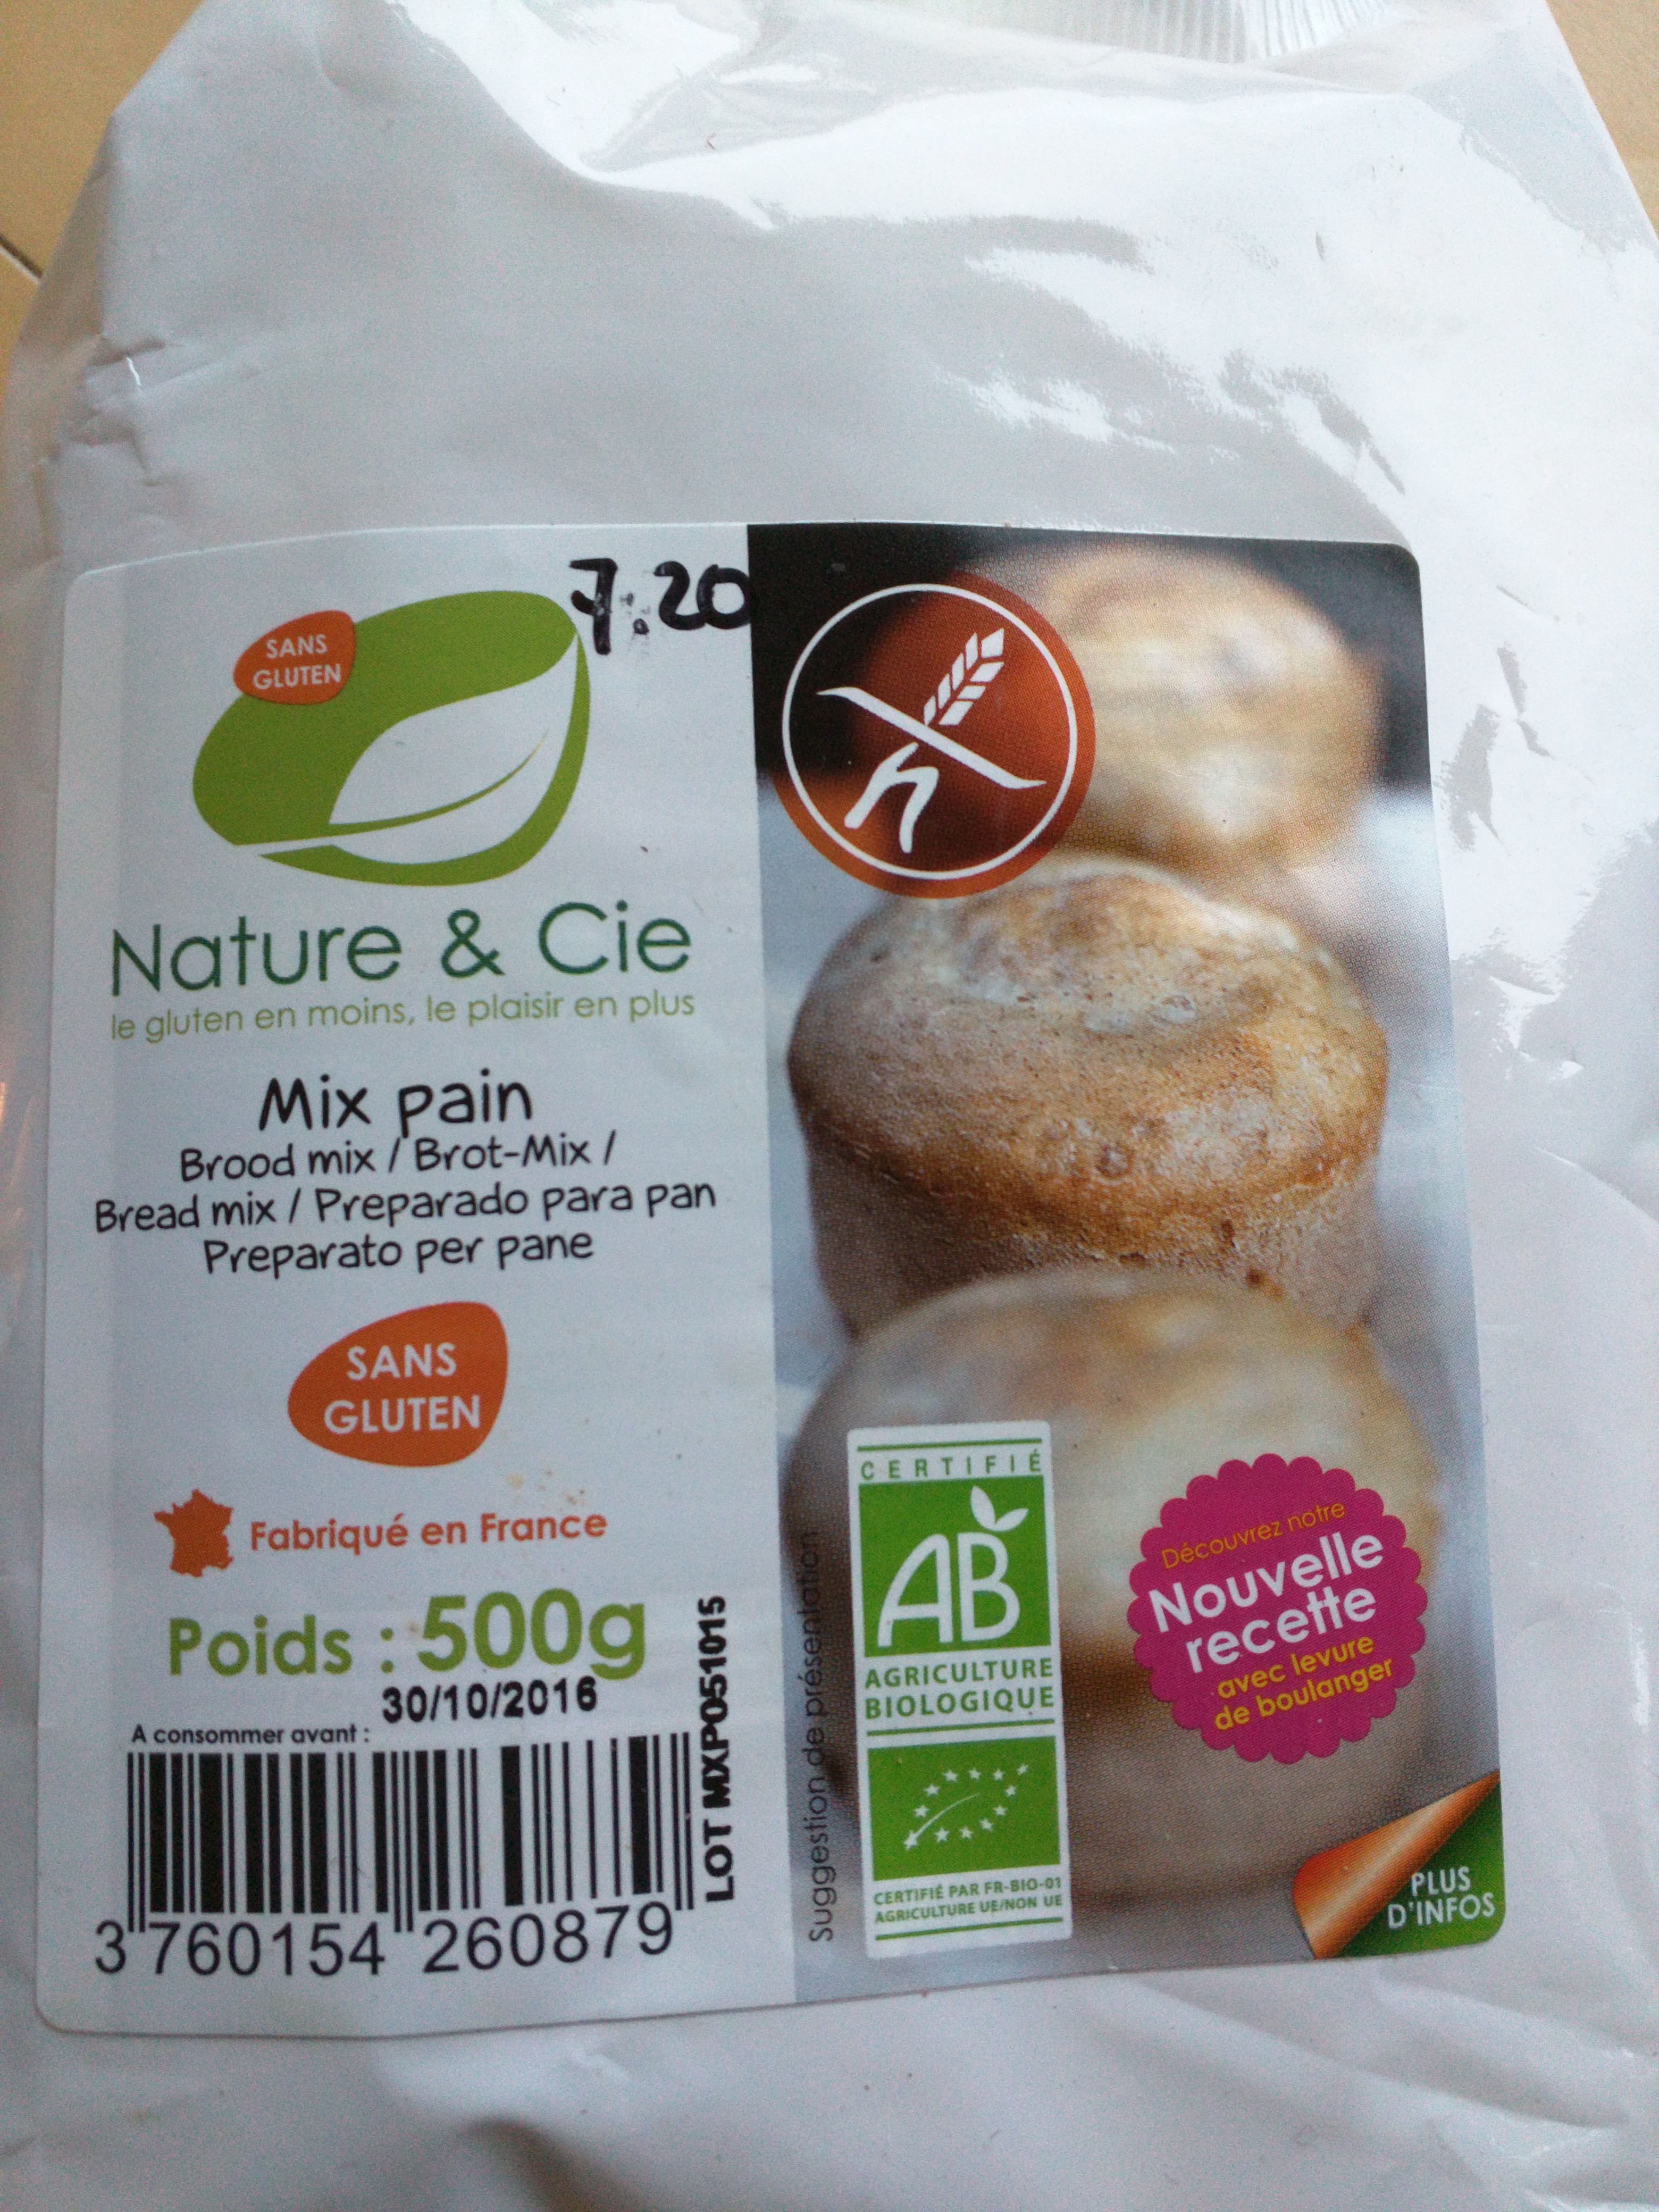 7.20
SANS
GLUTEN
Nature & Cie
le gluten en moins, le plaisir en plus
Mix pain
Brood mix / Brot-Mix /
Bread mix / Preparado para pan
Preparato per pane
SANS
GLUTEN
Fabriqué en France
Poids : 500g
30/10/2016
A consommer avant :
3 760154 260879
LOT MXP051015
Suggestion de présentation
CERTIFIÉ
AB
AGRICULTURE
BIOLOGIQUE
CERTIFIÉ PAR FR-BIO-01
AGRICULTURE UE/NON UE
Découvrez notre
Nouvelle
recette
avec levure
de boulanger
PLUS
D'INFOS